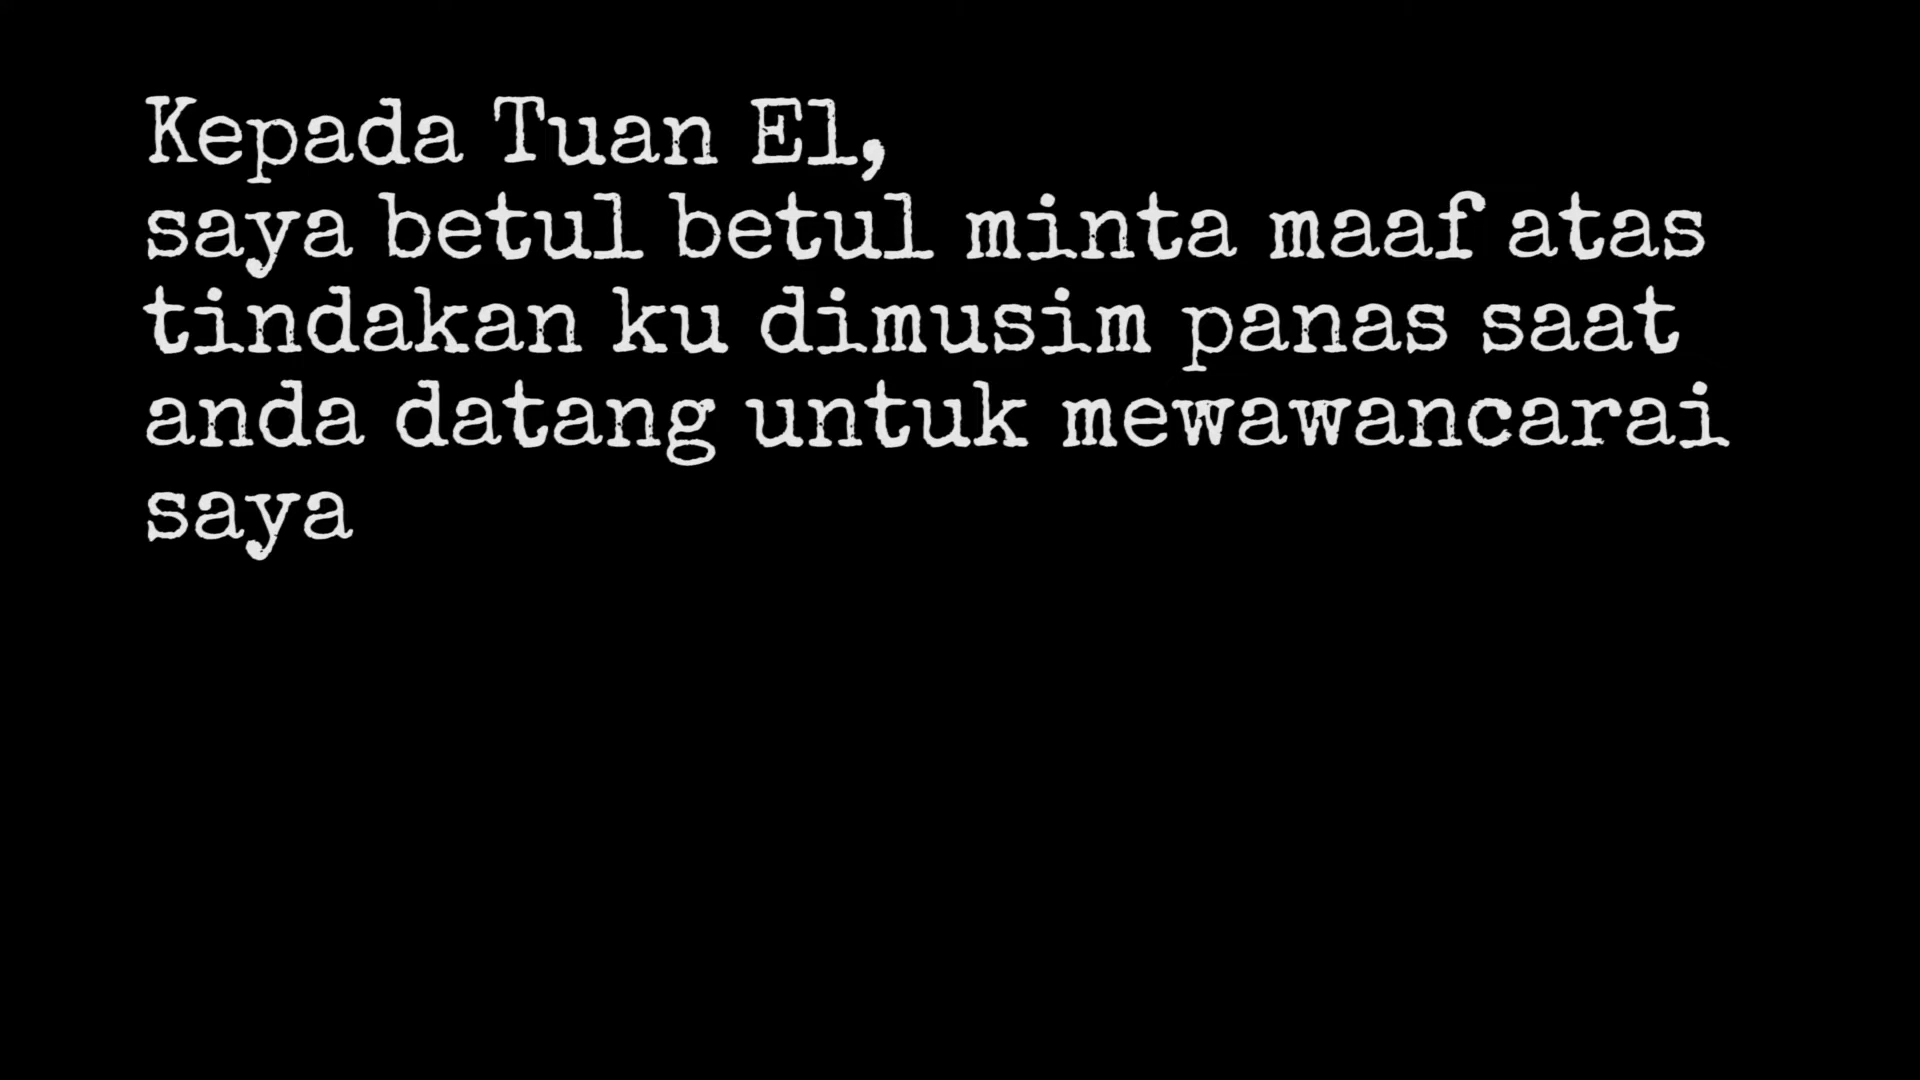 Kepada Tuan El,
saya betul betul minta maaf atas
tindakan ku dimusim panas saat
anda datang untuk mewawancarai
saya